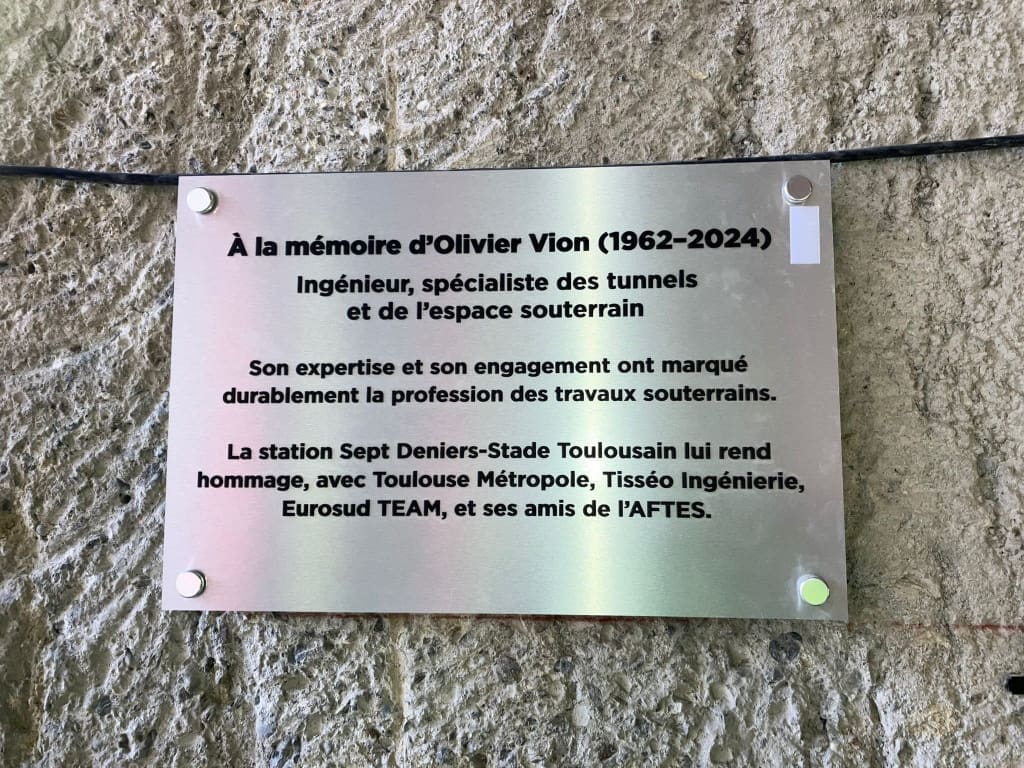 À la mémoire d'Olivier Vion (1962–2024)
Ingénieur, spécialiste des tunnels
et de l'espace souterrain
Son expertise et son engagement ont marqué
durablement la profession des travaux souterrains.
La station Sept Deniers-Stade Toulousain lui rend
hommage, avec Toulouse Métropole, Tisséo Ingénierie,
Eurosud TEAM, et ses amis de l'AFTES.